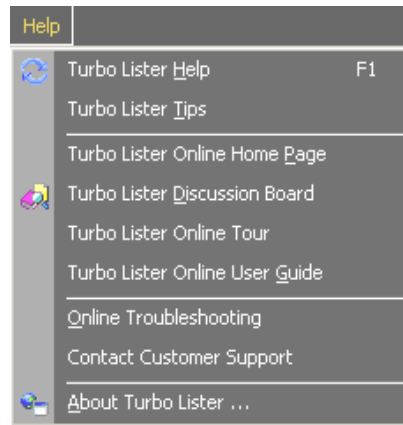 Help
Turbo Lister Help F1
Turbo Lister Tips
Turbo Lister Online Home Page
Turbo Lister Discussion Board
Turbo Lister Online Tour
Turbo Lister Online User Guide
Online Troubleshooting
Contact Customer Support
About Turbo Lister ...